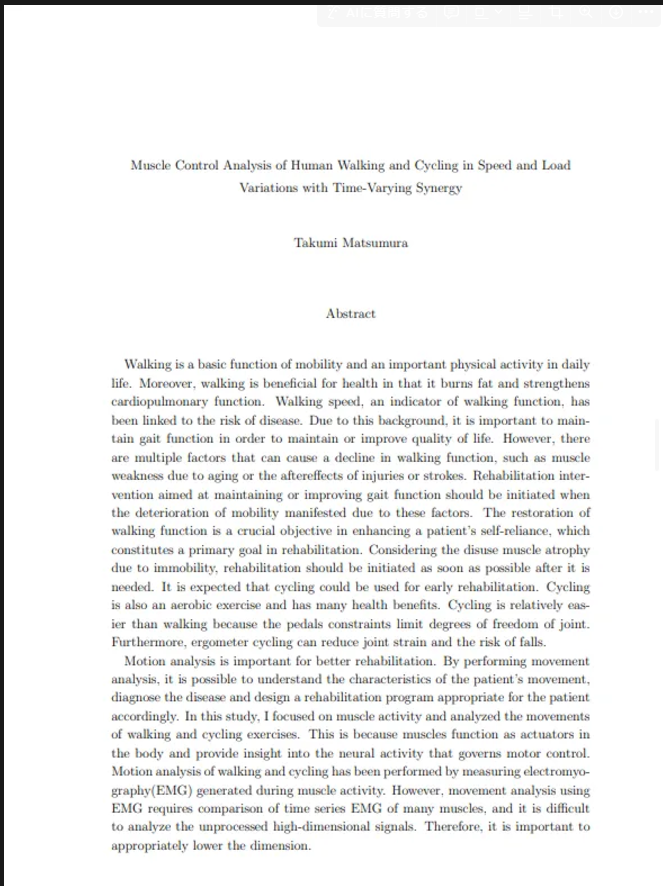 Muscle Control Analysis of Human Walking and Cycling in Speed and Load
Variations with Time-Varying Synergy
Takumi Matsumura
Abstract
Walking is a basic function of mobility and an important physical activity in daily
life. Moreover, walking is beneficial for health in that it burns fat and strengthens
cardiopulmonary function. Walking speed, an indicator of walking function, has
been linked to the risk of disease. Due to this background, it is important to main-
tain gait function in order to maintain or improve quality of life. However, there
are multiple factors that can cause a decline in walking function, such as muscle
weakness due to aging or the aftereffects of injuries or strokes. Rehabilitation inter-
vention aimed at maintaining or improving gait function should be initiated when
the deterioration of mobility manifested due to these factors. The restoration of
walking function is a crucial objective in enhancing a patient's self-reliance, which
constitutes a primary goal in rehabilitation. Considering the disuse muscle atrophy
due to immobility, rehabilitation should be initiated as soon as possible after it is
needed. It is expected that cycling could be used for early rehabilitation. Cycling
is also an aerobic exercise and has many health benefits. Cycling is relatively eas-
ier than walking because the pedals constraints limit degrees of freedom of joint.
Furthermore, ergometer cycling can reduce joint strain and the risk of falls.
Motion analysis is important for better rehabilitation. By performing movement
analysis, it is possible to understand the characteristics of the patient's movement,
diagnose the disease and design a rehabilitation program appropriate for the patient
accordingly. In this study, I focused on muscle activity and analyzed the movements
of walking and cycling exercises. This is because muscles function as actuators in
the body and provide insight into the neural activity that governs motor control.
Motion analysis of walking and cycling has been performed by measuring electromyo-
graphy(EMG) generated during muscle activity. However, movement analysis using
EMG requires comparison of time series EMG of many muscles, and it is difficult
to analyze the unprocessed high-dimensional signals. Therefore, it is important to
appropriately lower the dimension.